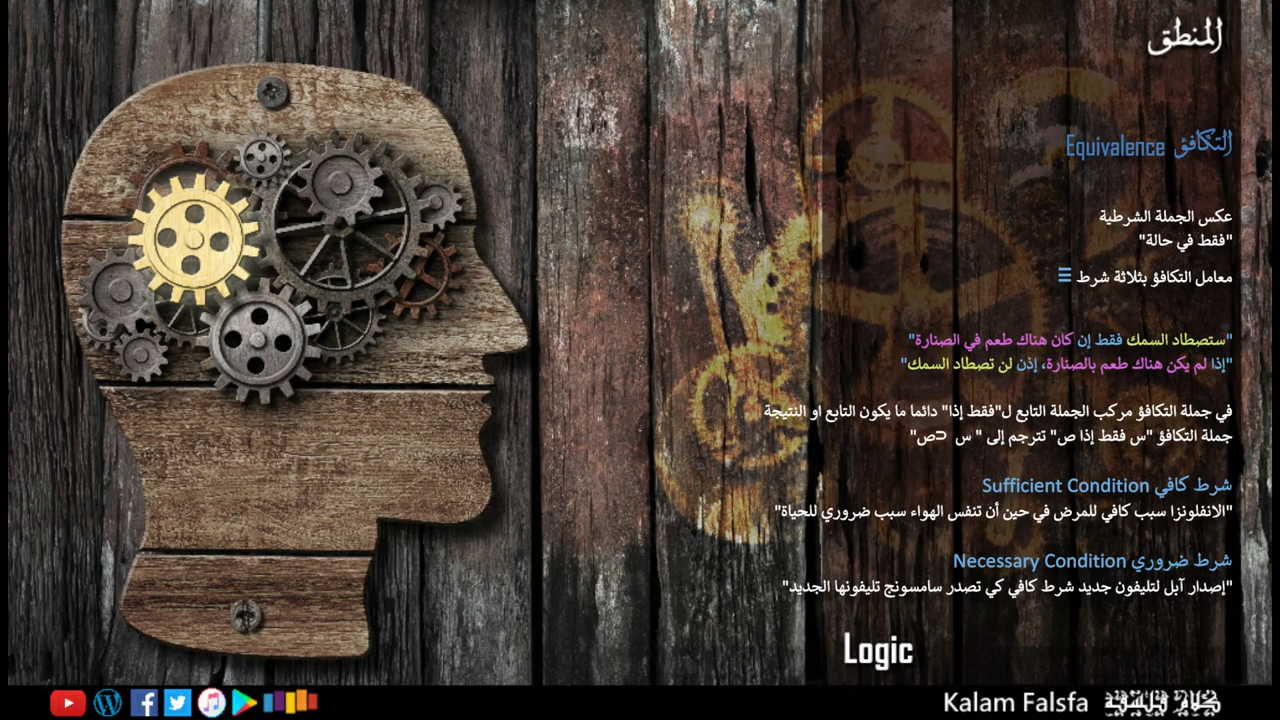 المنطق
التكافؤ Equivalence
عكس الجملة الشرطية
"فقط في حالة"
معامل التكافؤ بثلاثة شرط ≡
"ستصطاد السمك فقط إن كان هناك طعم في الصنارة"
"إذا لم يكن هناك طعم بالصنارة، إذن لن تصطاد السمك"
في جملة التكافؤ مركب الجملة التابع ل"فقط إذا" دائما ما يكون التابع او النتيجة
جملة التكافؤ "س فقط إذا ص" تترجم إلى " س ⊃ص"
شرط كافي Sufficient Condition
"الانفلونزا سبب كافي للمرض في حين أن تنفس الهواء سبب ضروري للحياة"
شرط ضروري Necessary Condition
"إصدار آبل لتليفون جديد شرط كافي كي تصدر سامسونج تليفونها الجديد"
Logic
Kalam Falsfa كلام فلسفة